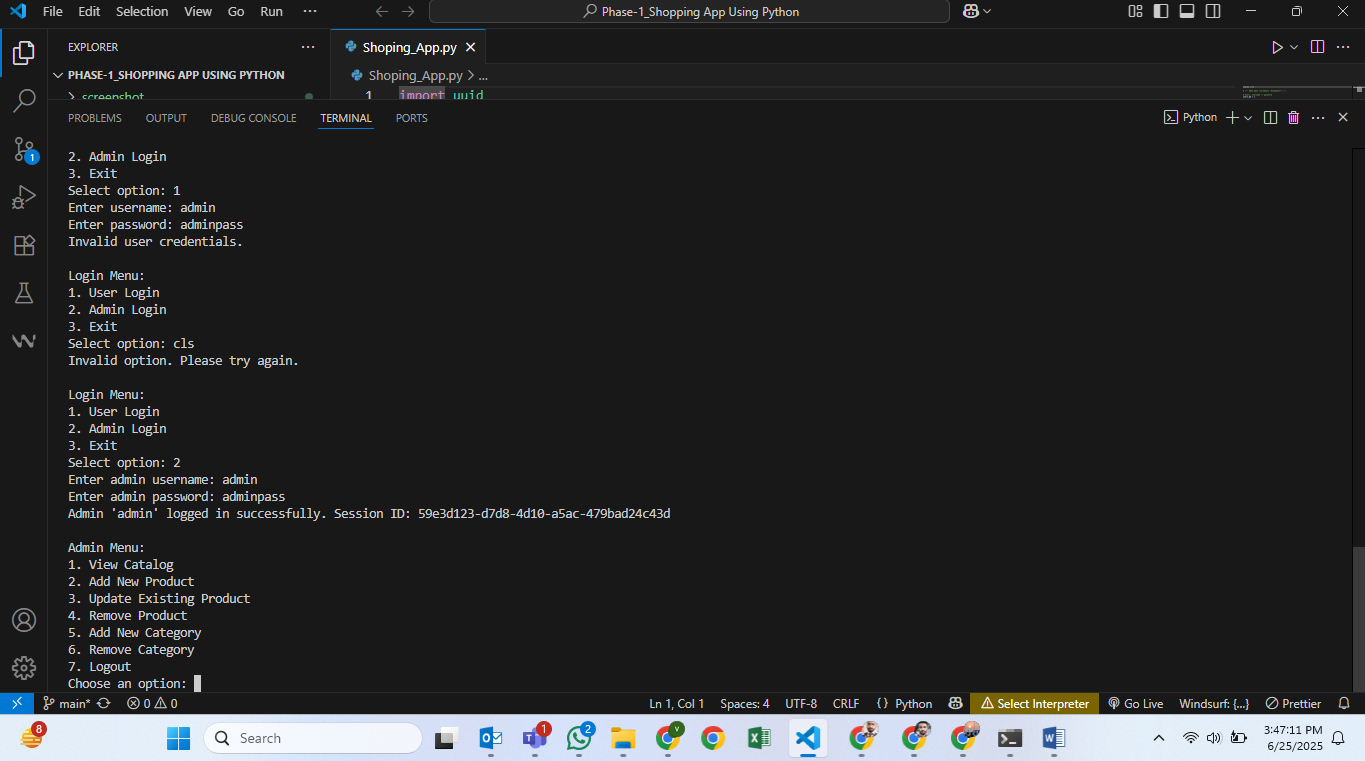 File Edit Selection View Go Run ··· Phase-1_Shopping App Using Python
EXPLORER ··· Shoping_App.py
PHASE-1_SHOPPING APP USING PYTHON Shoping_App.py > ...
screenshot 1 import uuid
PROBLEMS OUTPUT DEBUG CONSOLE TERMINAL PORTS Python
2. Admin Login
3. Exit
Select option: 1
Enter username: admin
Enter password: adminpass
Invalid user credentials.
Login Menu:
1. User Login
2. Admin Login
3. Exit
Select option: cls
Invalid option. Please try again.
Login Menu:
1. User Login
2. Admin Login
3. Exit
Select option: 2
Enter admin username: admin
Enter admin password: adminpass
Admin 'admin' logged in successfully. Session ID: 59e3d123-d7d8-4d10-a5ac-479bad24c43d
Admin Menu:
1. View Catalog
2. Add New Product
3. Update Existing Product
4. Remove Product
5. Add New Category
6. Remove Category
7. Logout
Choose an option:
main* 0 0 Ln 1, Col 1 Spaces: 4 UTF-8 CRLF {} Python Select Interpreter Go Live Windsurf: {...} Prettier
8 Search 1 2 3:47:11 PM
6/25/2025